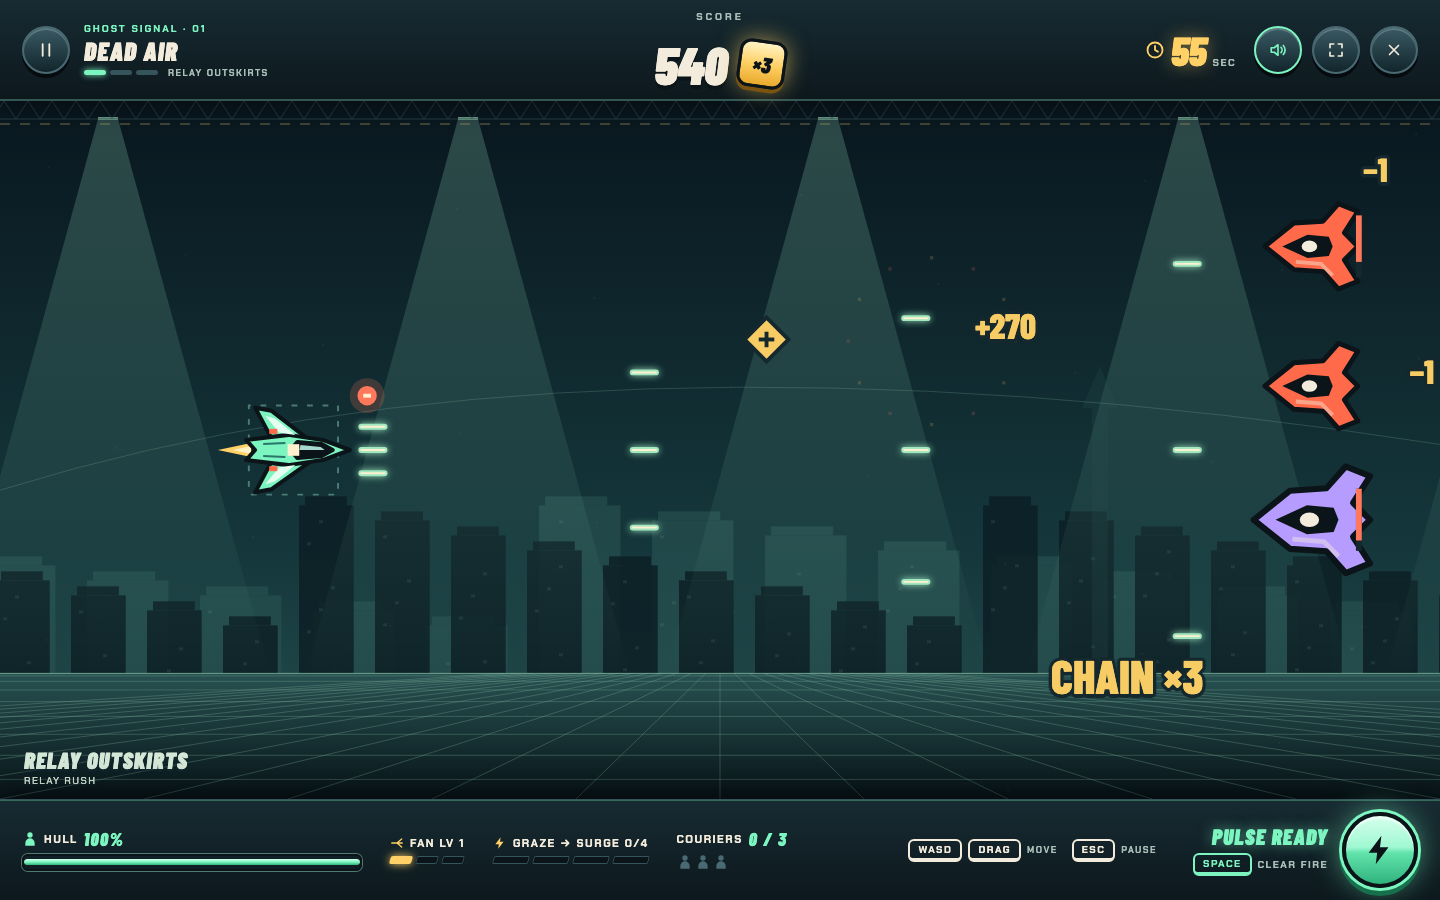 GHOST SIGNAL · 01
DEAD AIR
RELAY OUTSKIRTS
SCORE
540 ×3
55 SEC
−1
+270
−1
CHAIN ×3
RELAY OUTSKIRTS
RELAY RUSH
HULL 100%
FAN LV 1
GRAZE → SURGE 0/4
COURIERS 0 / 3
WASD DRAG MOVE ESC PAUSE
PULSE READY
SPACE CLEAR FIRE